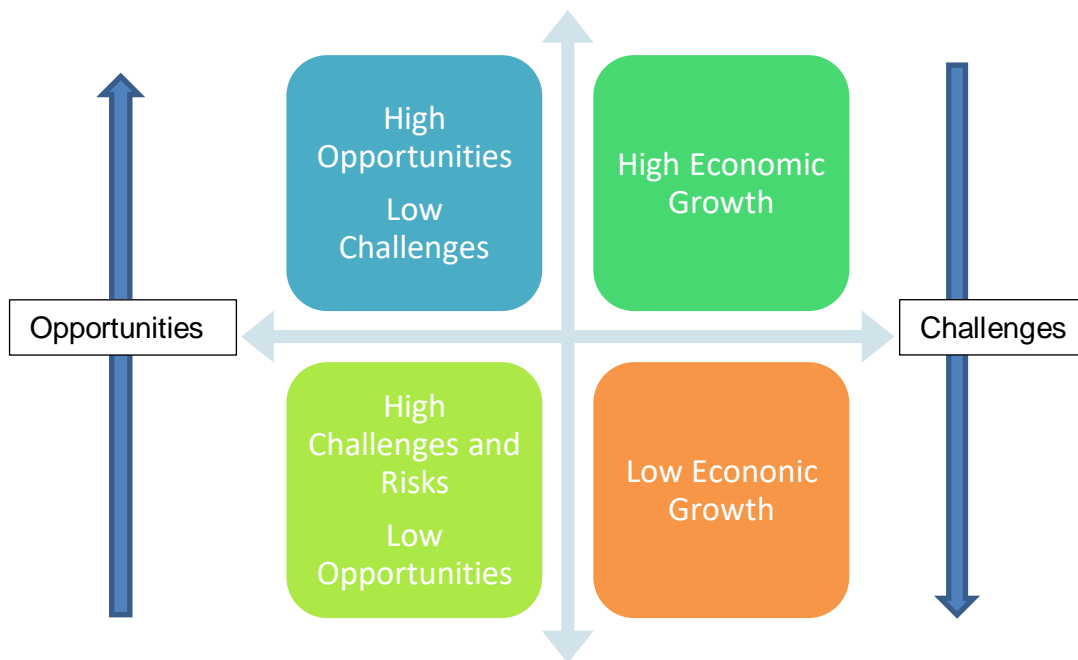 High
Opportunities
Low
Challenges
High Economic
Growth
Opportunities
Challenges
High
Challenges and
Risks
Low
Opportunities
Low Econonic
Growth